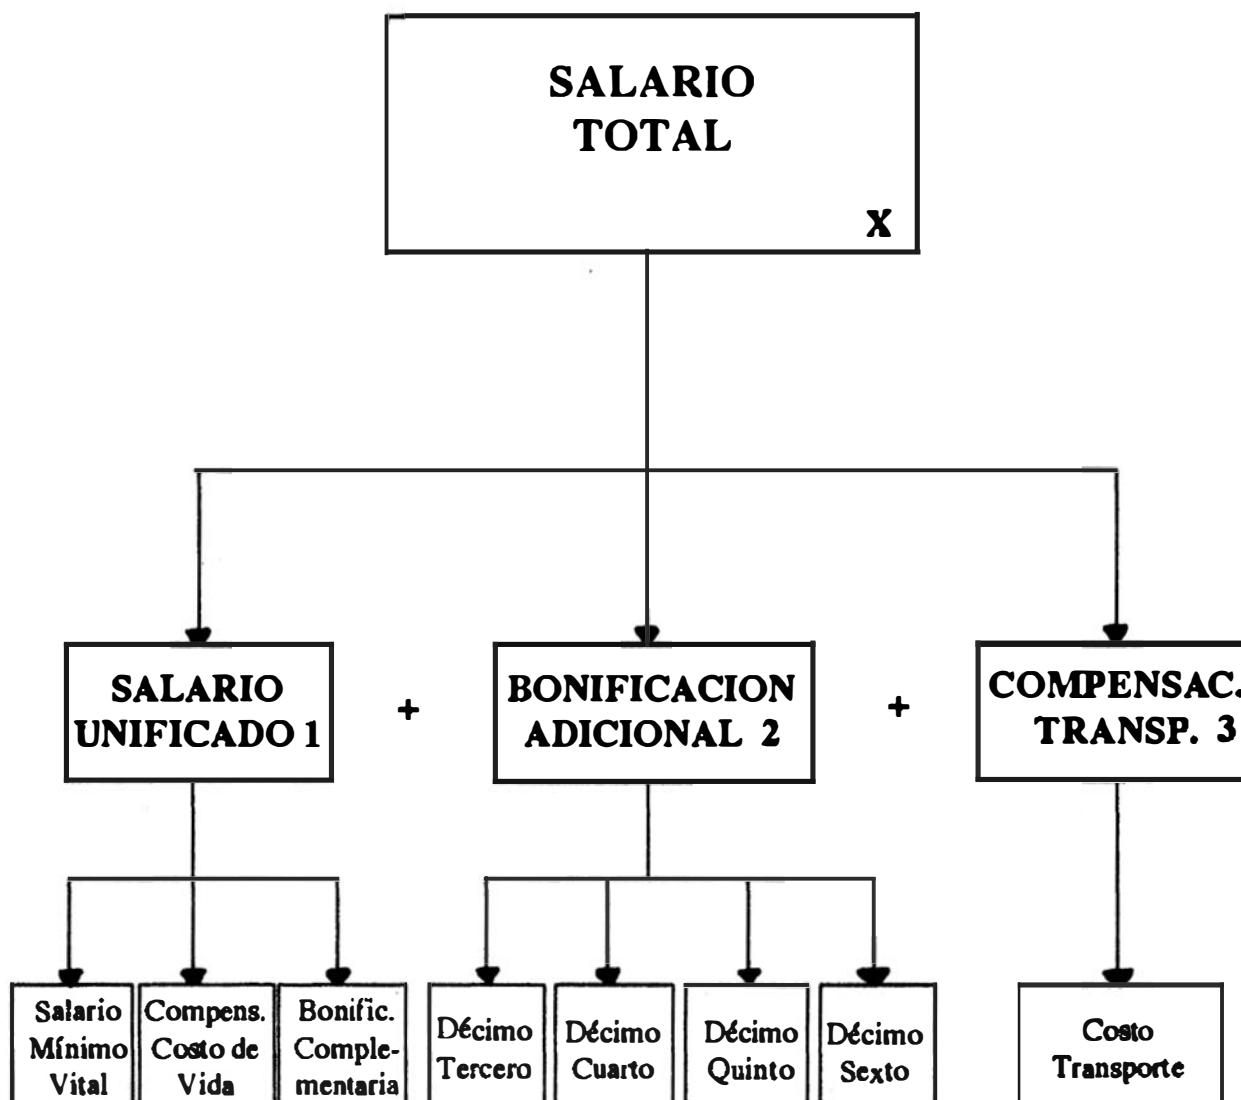 SALARIO
TOTAL
X
SALARIO
UNIFICADO 1
+
BONIFICACION
ADICIONAL 2
+
COMPENSAC.
TRANSP. 3
Salario
Mínimo
Vital
Compens.
Costo de
Vida
Bonific.
Comple-
mentaria
Décimo
Tercero
Décimo
Cuarto
Décimo
Quinto
Décimo
Sexto
Costo
Transporte